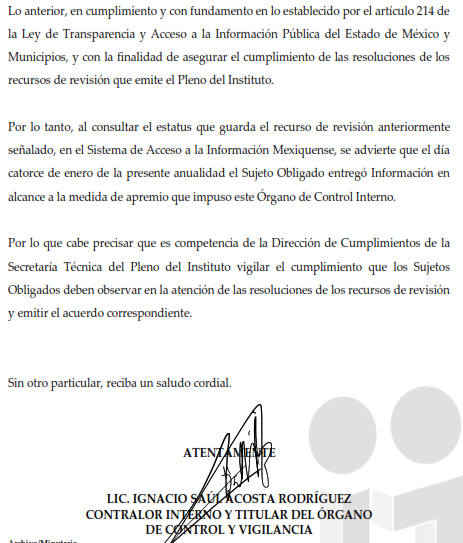 Lo anterior, en cumplimiento y con fundamento en lo establecido por el artículo 214 de
la Ley de Transparencia y Acceso a la Información Pública del Estado de México y
Municipios, y con la finalidad de asegurar el cumplimiento de las resoluciones de los
recursos de revisión que emite el Pleno del Instituto.
Por lo tanto, al consultar el estatus que guarda el recurso de revisión anteriormente
señalado, en el Sistema de Acceso a la Información Mexiquense, se advierte que el día
catorce de enero de la presente anualidad el Sujeto Obligado entregó Información en
alcance a la medida de apremio que impuso este Órgano de Control Interno.
Por lo que cabe precisar que es competencia de la Dirección de Cumplimientos de la
Secretaría Técnica del Pleno del Instituto vigilar el cumplimiento que los Sujetos
Obligados deben observar en la atención de las resoluciones de los recursos de revisión
y emitir el acuerdo correspondiente.
Sin otro particular, reciba un saludo cordial.
ATENTAMENTE
LIC. IGNACIO SAÚL ACOSTA RODRÍGUEZ
CONTRALOR INTERNO Y TITULAR DEL ÓRGANO
DE CONTROL Y VIGILANCIA